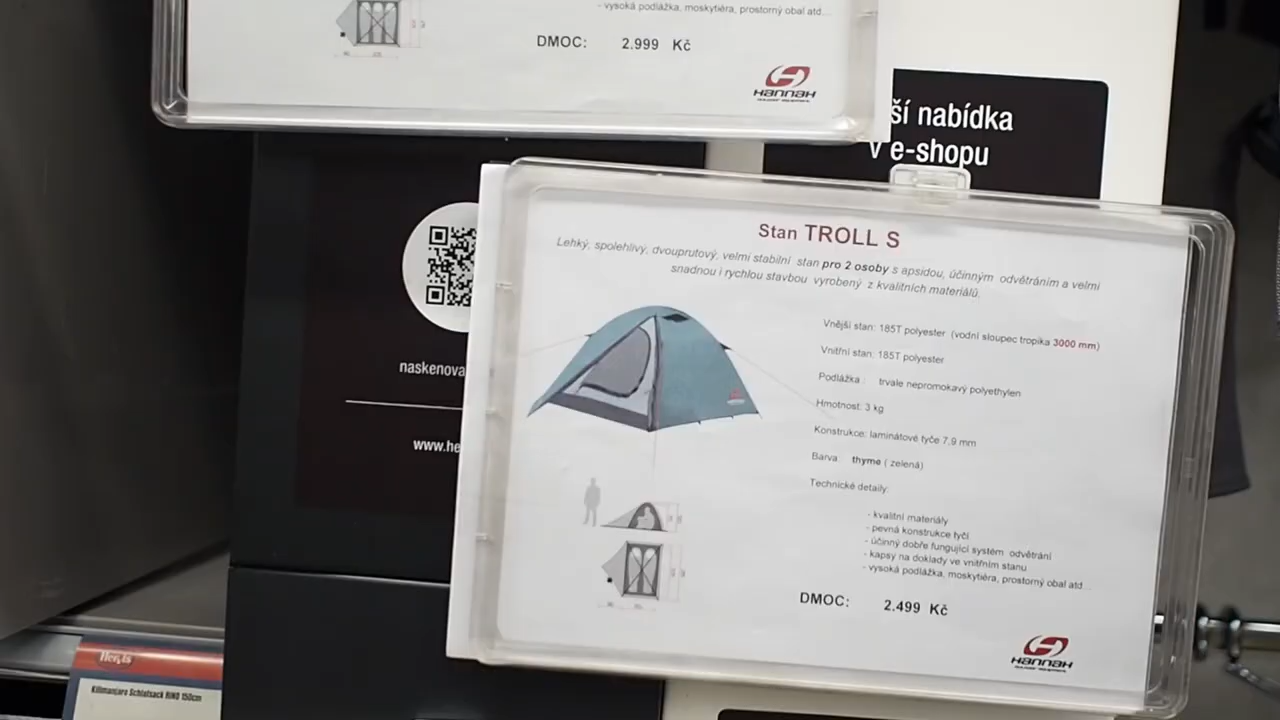 - vysoká podlážka, moskytiéra, prostorný obal atd...
DMOC: 2.999 Kč
HANNAH
ší nabídka
v e-shopu
Stan TROLL S
Lehký, spolehlivý, dvouprutový, velmi stabilní stan pro 2 osoby s apsidou, účinným odvětráním a velmi
snadnou i rychlou stavbou vyrobený z kvalitních materiálů.
Vnější stan: 185T polyester (vodní sloupec tropika 3000 mm)
Vnitřní stan: 185T polyester
Podlážka : trvale nepromokavý polyethylen
Hmotnost: 3 kg
Konstrukce: laminátové tyče 7.9 mm
Barva: thyme ( zelená)
Technické detaily:
- kvalitní materiály
- pevná konstrukce tyčí
- účinný dobře fungující systém odvětrání
- kapsy na doklady ve vnitřním stanu
- vysoká podlážka, moskytiéra, prostorný obal atd...
DMOC: 2.499 Kč
HANNAH
naskenova
www.he
Hervis
Kilimanjaro Schlafsack RINO 150cm